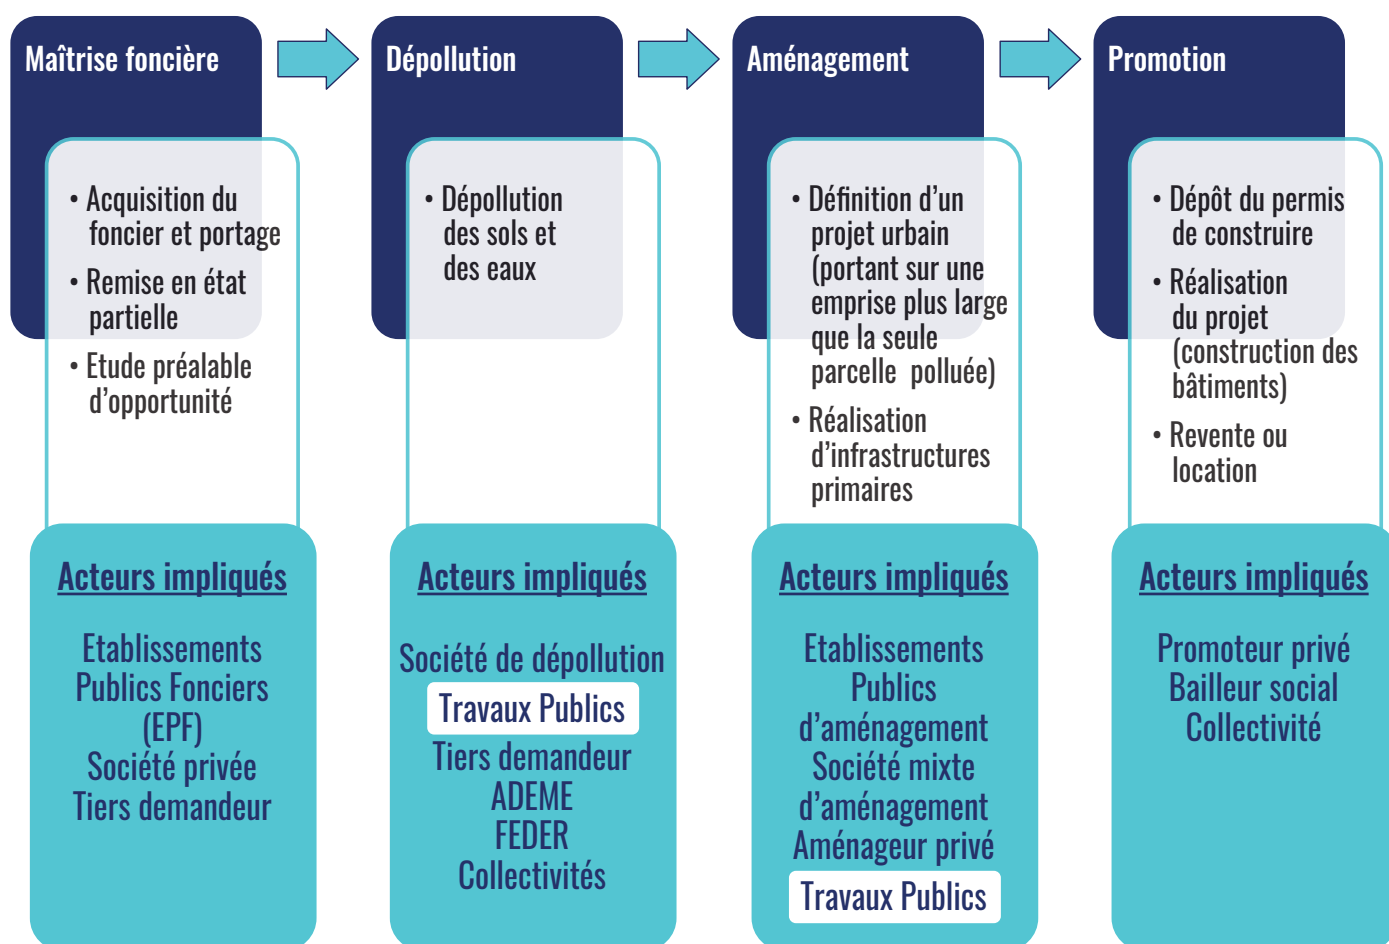 Maîtrise foncière
• Acquisition du
foncier et portage
• Remise en état
partielle
• Etude préalable
d’opportunité
Acteurs impliqués
Etablissements
Publics Fonciers
(EPF)
Société privée
Tiers demandeur
Dépollution
• Dépollution
des sols et
des eaux
Acteurs impliqués
Société de dépollution
Travaux Publics
Tiers demandeur
ADEME
FEDER
Collectivités
Aménagement
• Définition d’un
projet urbain
(portant sur une
emprise plus large
que la seule
parcelle polluée)
• Réalisation
d’infrastructures
primaires
Acteurs impliqués
Etablissements
Publics
d’aménagement
Société mixte
d’aménagement
Aménageur privé
Travaux Publics
Promotion
• Dépôt du permis
de construire
• Réalisation
du projet
(construction des
bâtiments)
• Revente ou
location
Acteurs impliqués
Promoteur privé
Bailleur social
Collectivité